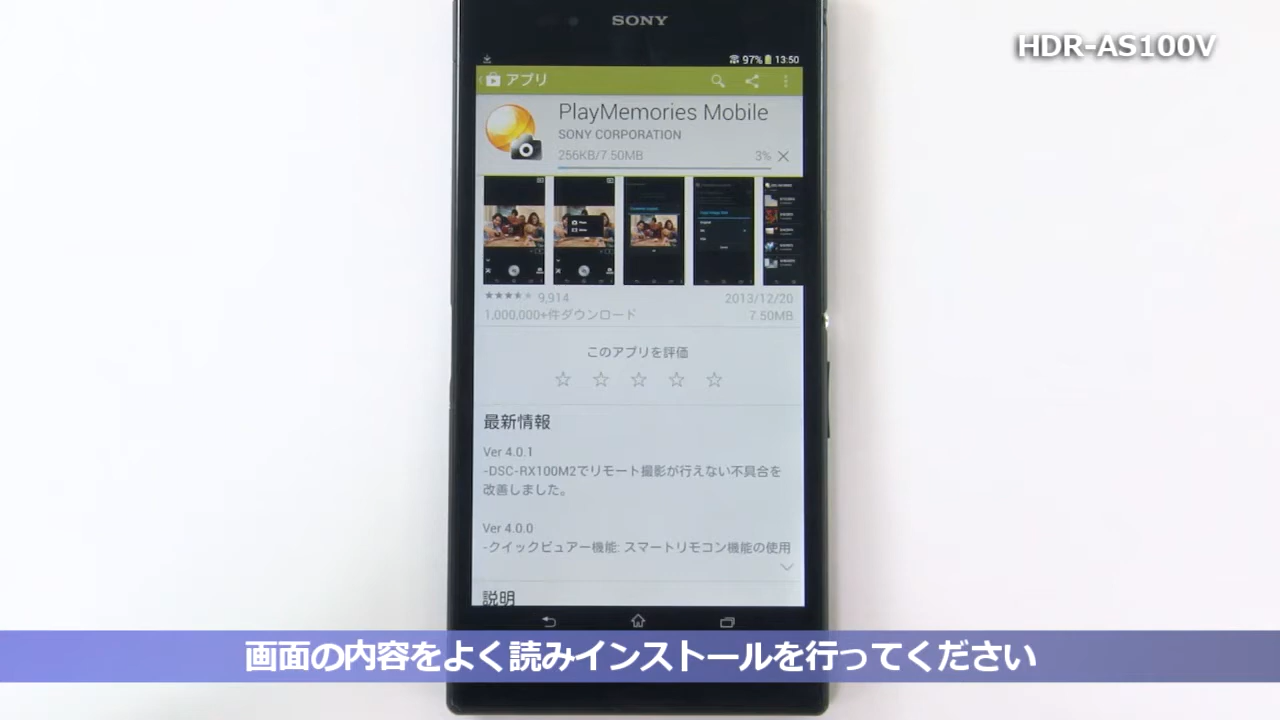 SONY
HDR-AS100V
97% 13:50
アプリ
PlayMemories Mobile
SONY CORPORATION
256KB/7.50MB 3%
9,914 2013/12/20
1,000,000+件ダウンロード 7.50MB
このアプリを評価
最新情報
Ver 4.0.1
-DSC-RX100M2でリモート撮影が行えない不具合を
改善しました。
Ver 4.0.0
-クイックビュアー機能: スマートリモコン機能の使用
説明
画面の内容をよく読みインストールを行ってください